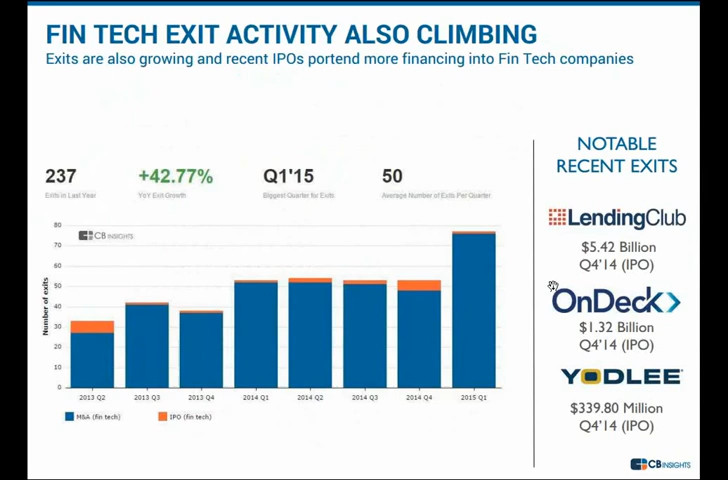 FIN TECH EXIT ACTIVITY ALSO CLIMBING
Exits are also growing and recent IPOs portend more financing into Fin Tech companies
237
Exits in Last Year
+42.77%
YoY Exit Growth
Q1'15
Biggest Quarter for Exits
50
Average Number of Exits Per Quarter
CB INSIGHTS
Number of exits
80
70
60
50
40
30
20
10
0
2013 Q2
2013 Q3
2013 Q4
2014 Q1
2014 Q2
2014 Q3
2014 Q4
2015 Q1
M&A (fin tech)
IPO (fin tech)
NOTABLE
RECENT EXITS
LendingClub
$5.42 Billion
Q4'14 (IPO)
OnDeck
$1.32 Billion
Q4'14 (IPO)
YODLEE
$339.80 Million
Q4'14 (IPO)
CB INSIGHTS